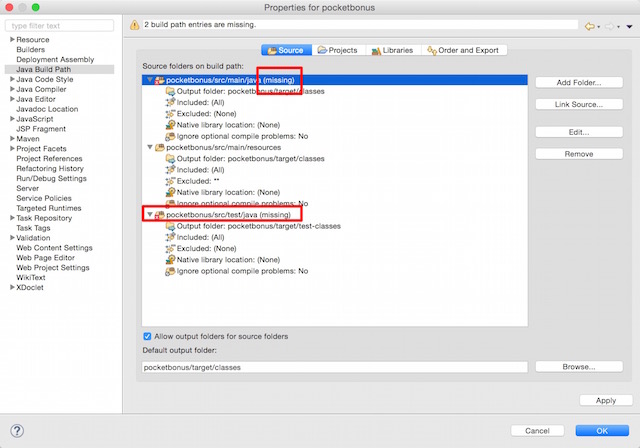 Properties for pocketbonus
type filter text
2 build path entries are missing.
Resource
Builders
Deployment Assembly
Java Build Path
Java Code Style
Java Compiler
Java Editor
Javadoc Location
JavaScript
JSP Fragment
Maven
Project Facets
Project References
Refactoring History
Run/Debug Settings
Server
Service Policies
Targeted Runtimes
Task Repository
Task Tags
Validation
Web Content Settings
Web Page Editor
Web Project Settings
WikiText
XDoclet
Source
Projects
Libraries
Order and Export
Source folders on build path:
pocketbonus/src/main/java (missing)
Output folder: pocketbonus/target/classes
Included: (All)
Excluded: (None)
Native library location: (None)
Ignore optional compile problems: No
pocketbonus/src/main/resources
Output folder: pocketbonus/target/classes
Included: (All)
Excluded: **
Native library location: (None)
Ignore optional compile problems: No
pocketbonus/src/test/java (missing)
Output folder: pocketbonus/target/test-classes
Included: (All)
Excluded: (None)
Native library location: (None)
Ignore optional compile problems: No
Add Folder...
Link Source...
Edit...
Remove
Allow output folders for source folders
Default output folder:
pocketbonus/target/classes
Browse...
Apply
?
Cancel
OK